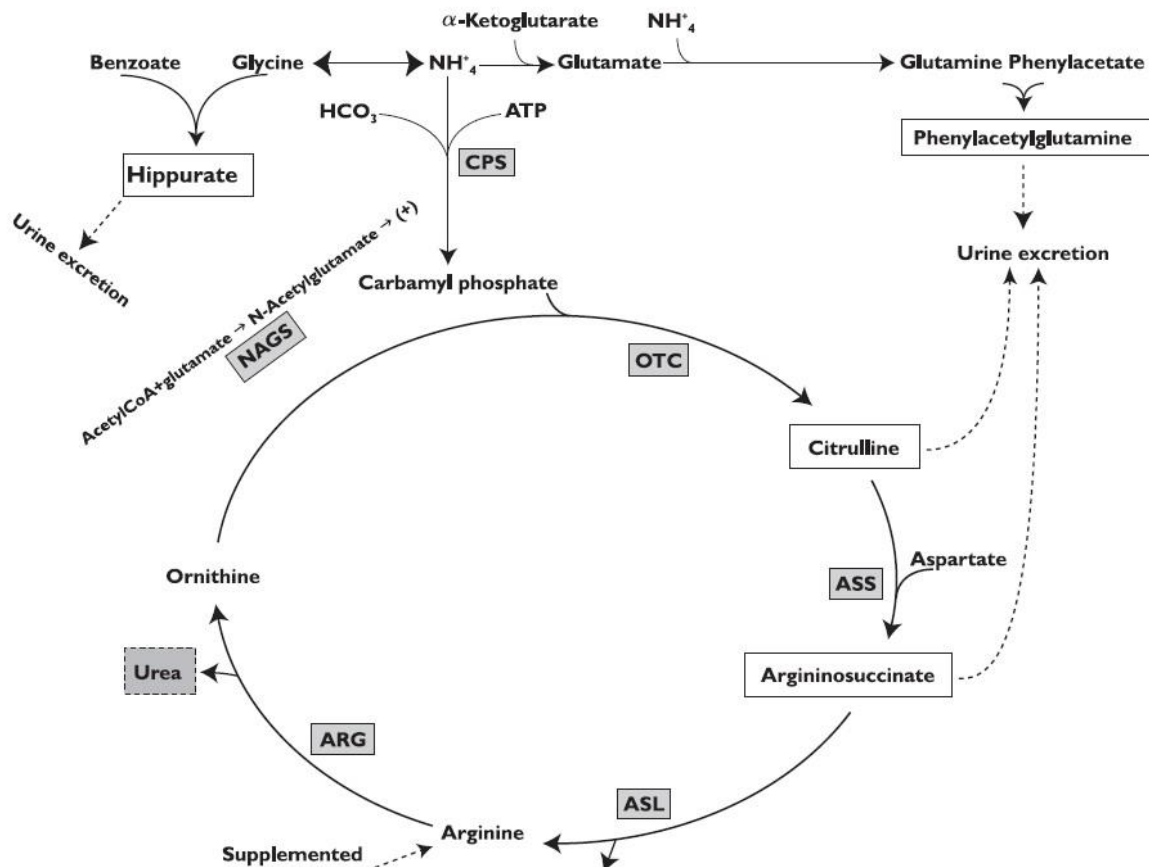 α-Ketoglutarate
NH⁺₄
Benzoate
Glycine
NH⁺₄
Glutamate
Glutamine Phenylacetate
HCO₃
ATP
CPS
Phenylacetylglutamine
Hippurate
Urine excretion
Urine excretion
AcetylCoA+glutamate → N-Acetylglutamate → (+)
NAGS
Carbamyl phosphate
OTC
Citrulline
Aspartate
ASS
Ornithine
Urea
Argininosuccinate
ARG
ASL
Arginine
Supplemented